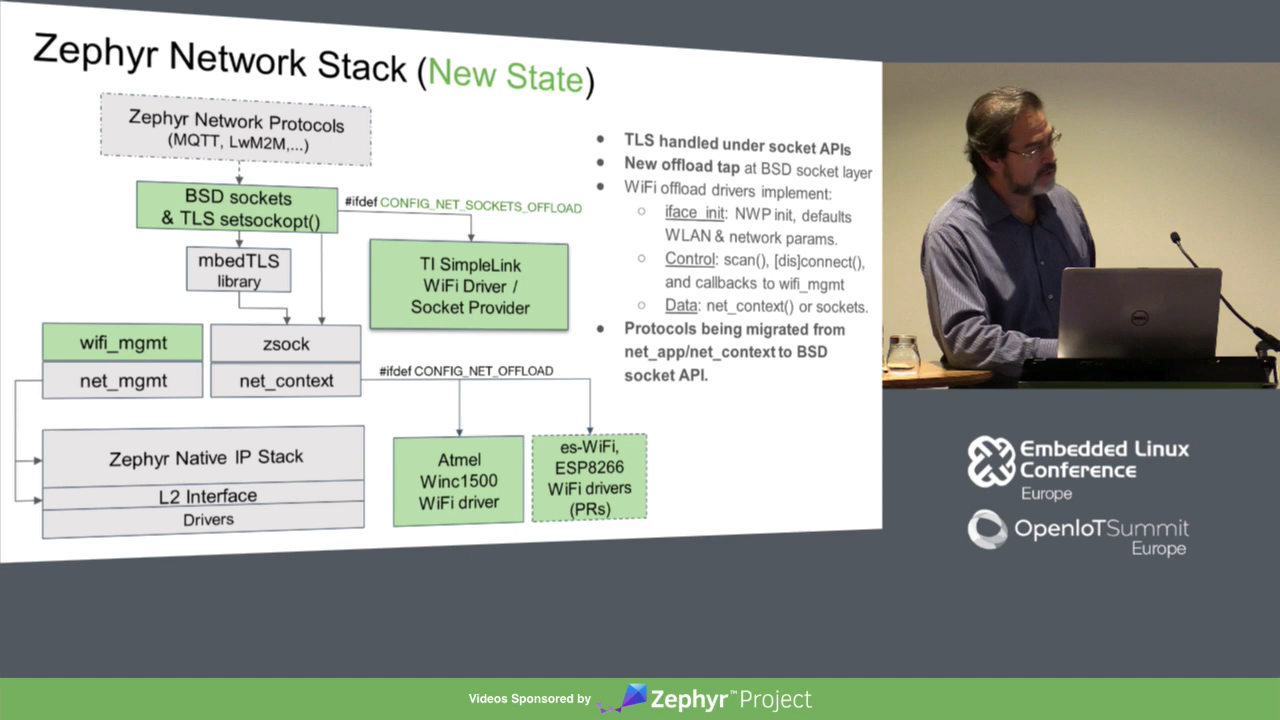 Zephyr Network Stack (New State)
Zephyr Network Protocols
(MQTT, LwM2M,...)
BSD sockets
& TLS setsockopt()
#ifdef CONFIG_NET_SOCKETS_OFFLOAD
mbedTLS
library
TI SimpleLink
WiFi Driver /
Socket Provider
wifi_mgmt
zsock
net_mgmt
net_context
#ifdef CONFIG_NET_OFFLOAD
Zephyr Native IP Stack
L2 Interface
Drivers
Atmel
Winc1500
WiFi driver
es-WiFi,
ESP8266
WiFi drivers
(PRs)
● TLS handled under socket APIs
● New offload tap at BSD socket layer
● WiFi offload drivers implement:
○ iface_init: NWP init, defaults
WLAN & network params.
○ Control: scan(), [dis]connect(),
and callbacks to wifi_mgmt
○ Data: net_context() or sockets.
● Protocols being migrated from
net_app/net_context to BSD
socket API.
DELL
Embedded Linux
Conference
Europe
OpenIoTSummit
Europe
Videos Sponsored by Zephyr™Project